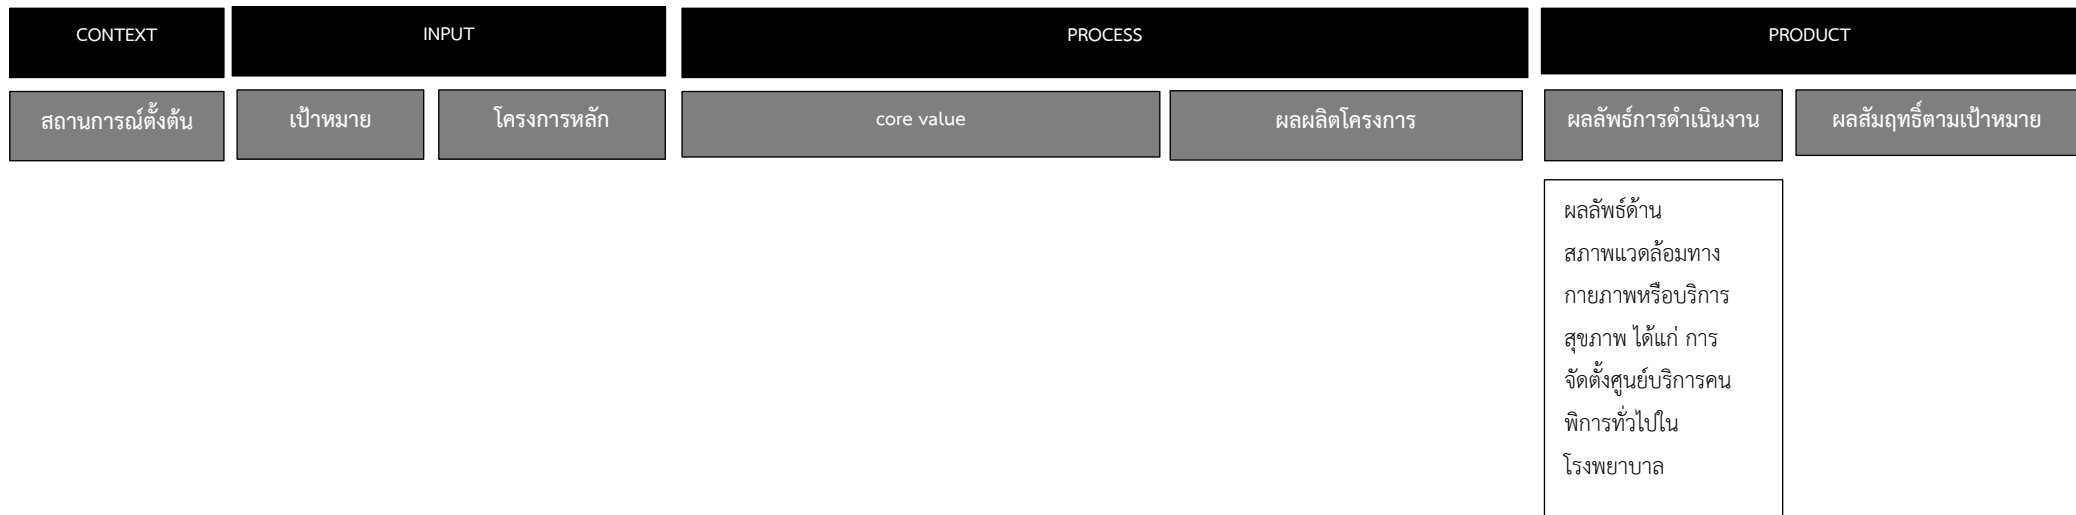 CONTEXT
INPUT
PROCESS
PRODUCT
สถานการณ์ตั้งต้น
เป้าหมาย
โครงการหลัก
core value
ผลผลิตโครงการ
ผลลัพธ์การดำเนินงาน
ผลสัมฤทธิ์ตามเป้าหมาย
ผลลัพธ์ด้าน
สภาพแวดล้อมทาง
กายภาพหรือบริการ
สุขภาพ ได้แก่ การ
จัดตั้งศูนย์บริการคน
พิการทั่วไปใน
โรงพยาบาล